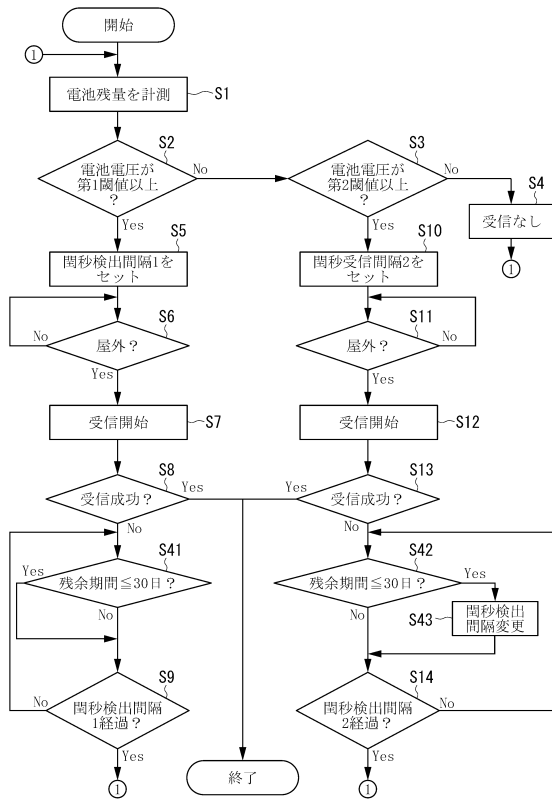 開始
1
電池残量を計測
S1
S2
電池電圧が
第1閾値以上
?
No
Yes
S3
電池電圧が
第2閾値以上
?
No
Yes
S4
受信なし
1
S5
閏秒検出間隔1を
セット
S10
閏秒受信間隔2を
セット
S6
屋外?
No
Yes
S11
屋外?
No
Yes
受信開始
S7
受信開始
S12
S8
受信成功?
Yes
No
S13
Yes
受信成功?
No
S41
Yes
残余期間≦30日?
No
S42
残余期間≦30日?
Yes
No
S43
閏秒検出
間隔変更
S9
No
閏秒検出間隔
1経過?
Yes
1
S14
閏秒検出間隔
2経過?
No
Yes
1
終了